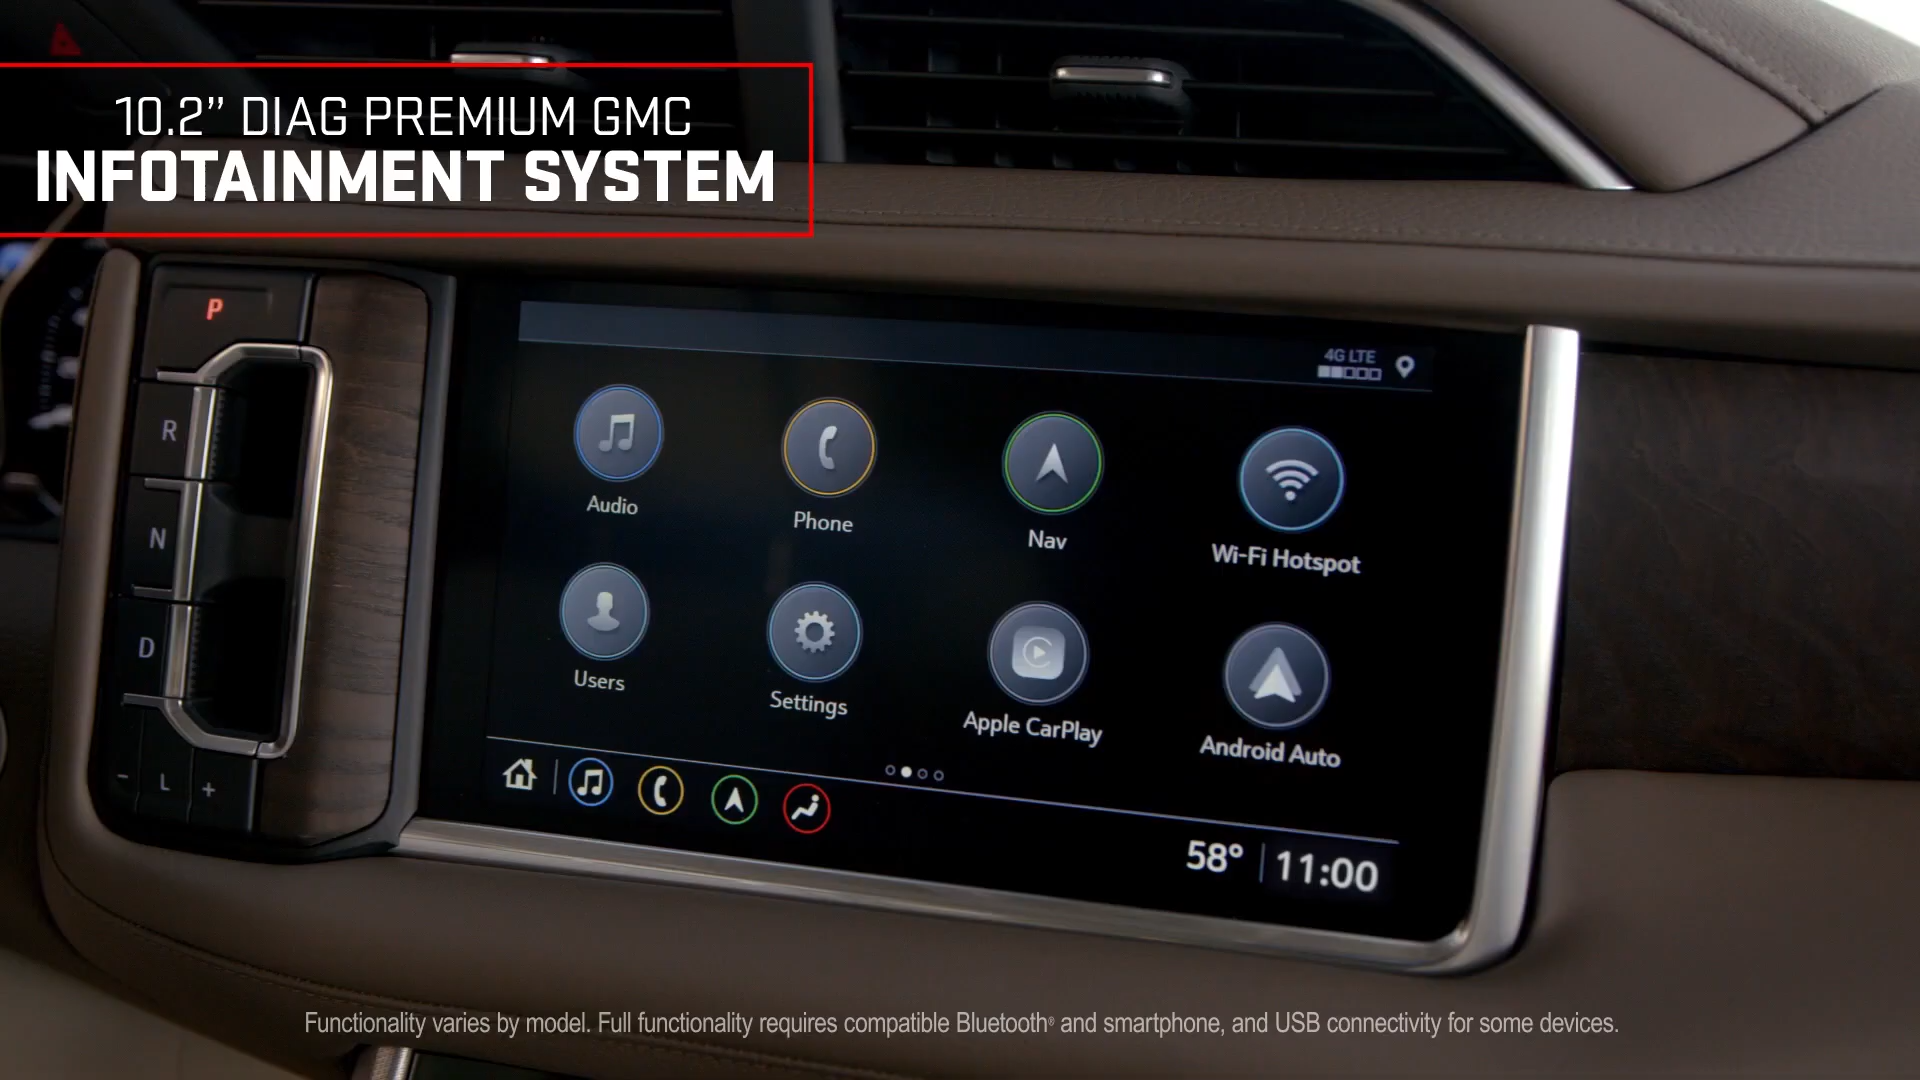 10.2” DIAG PREMIUM GMC
INFOTAINMENT SYSTEM
P
R
N
D
- L +
4G LTE
Audio
Phone
Nav
Wi-Fi Hotspot
Users
Settings
Apple CarPlay
Android Auto
58° 11:00
Functionality varies by model. Full functionality requires compatible Bluetooth® and smartphone, and USB connectivity for some devices.